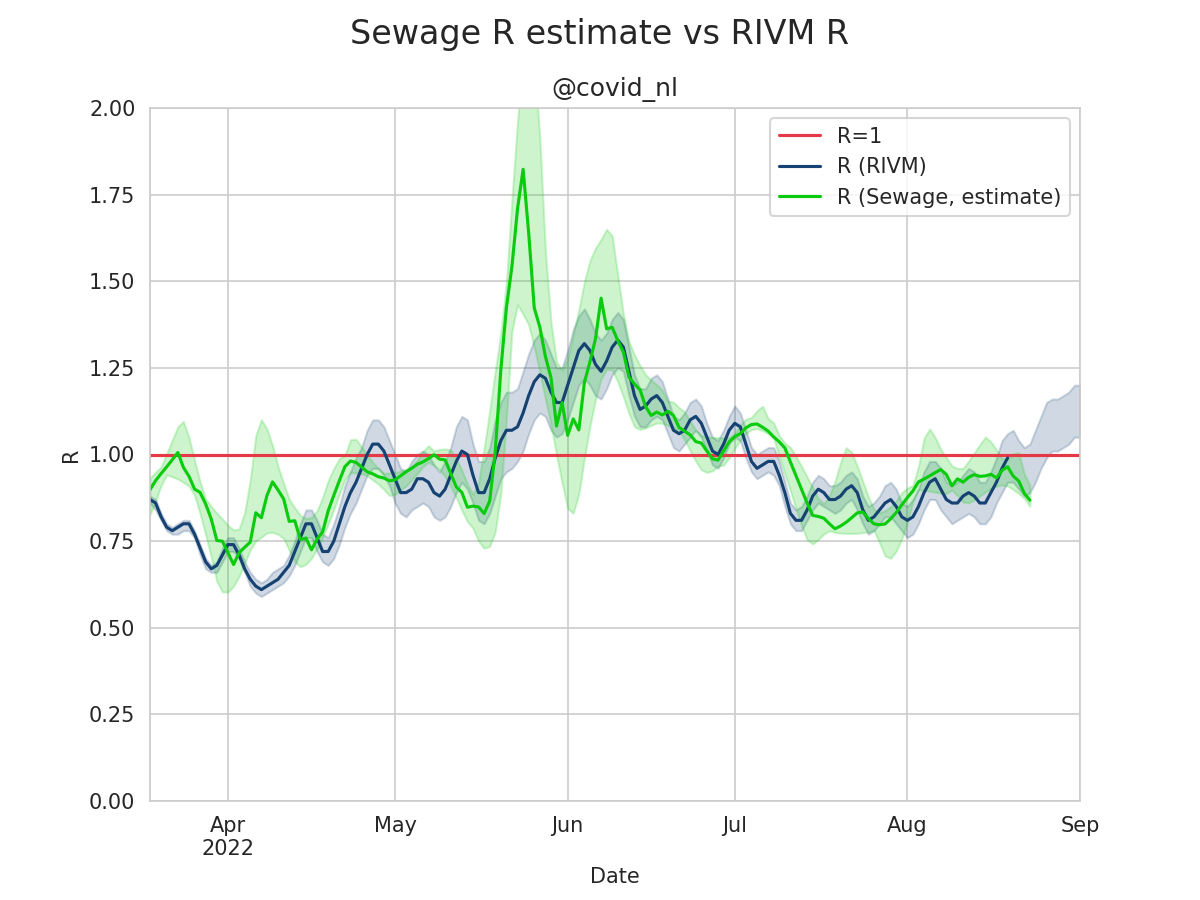 Sewage R estimate vs RIVM R
@covid_nl
R=1
R (RIVM)
R (Sewage, estimate)
2.00
1.75
1.50
1.25
1.00
0.75
0.50
0.25
0.00
R
Apr
2022
May
Jun
Jul
Aug
Sep
Date